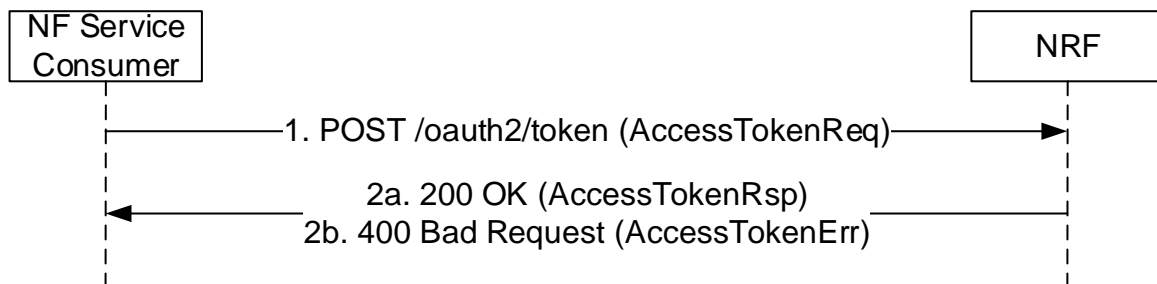 NF Service
Consumer
NRF
1. POST /oauth2/token (AccessTokenReq)
2a. 200 OK (AccessTokenRsp)
2b. 400 Bad Request (AccessTokenErr)